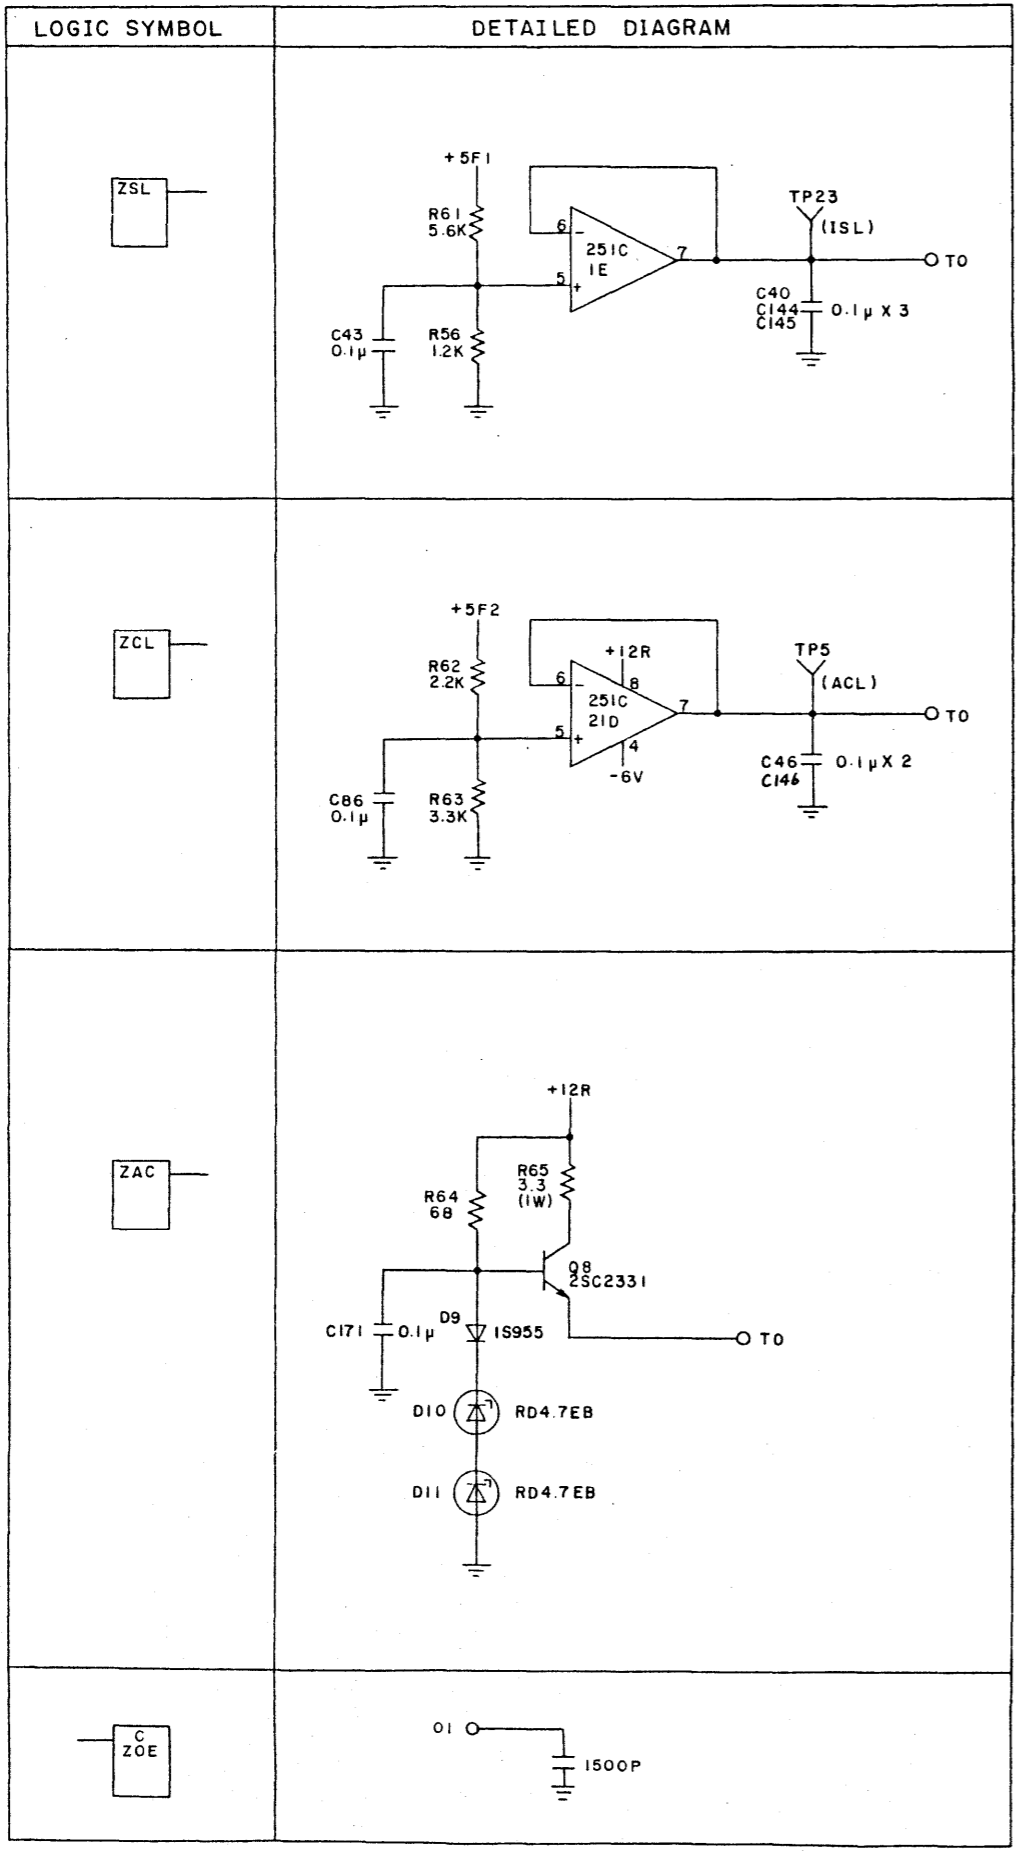 LOGIC SYMBOL
DETAILED DIAGRAM
ZSL
+5F1
R61
5.6K
6
-
251C
1E
7
5
+
TP23
(ISL)
TO
C40
C144
C145
0.1μ X 3
C43
0.1μ
R56
1.2K
ZCL
+5F2
R62
2.2K
+12R
8
6
-
251C
21D
7
5
+
4
-6V
TP5
(ACL)
TO
C46
C146
0.1μ X 2
C86
0.1μ
R63
3.3K
ZAC
+12R
R65
3.3
(1W)
R64
68
Q8
2SC2331
C171
0.1μ
D9
1S955
TO
D10
RD4.7EB
D11
RD4.7EB
C
ZOE
01
1500P